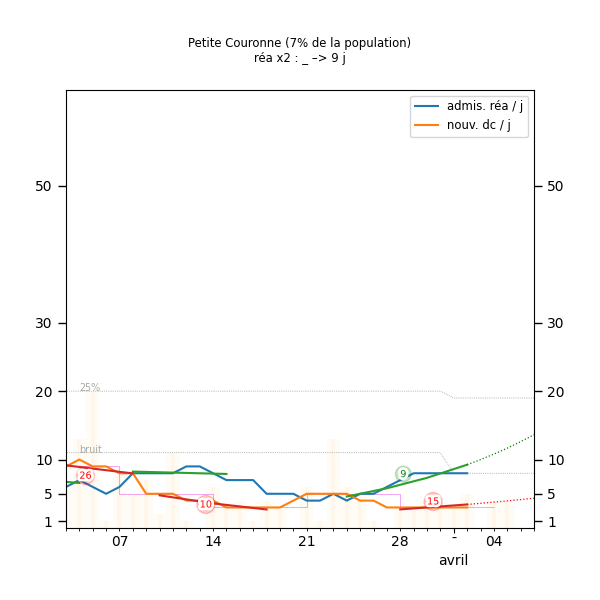 Petite Couronne (7% de la population)
réa x2 : _ –> 9 j
admis. réa / j
nouv. dc / j
50 50
30 30
25%
20 20
bruit
10 10
26 9
5 10 15 5
1 1
07 14 21 28 - 04
avril